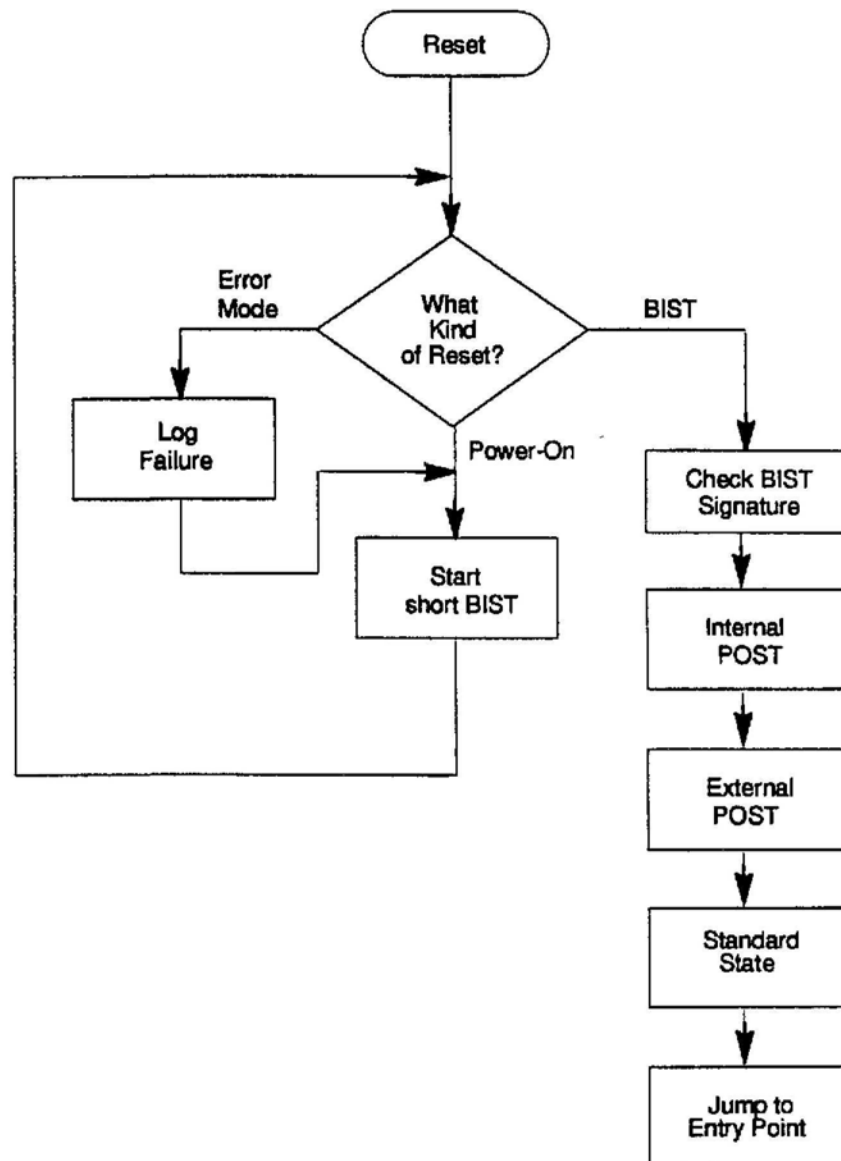 Reset
Error
Mode
What
Kind
of Reset?
BIST
Log
Failure
Power-On
Check BIST
Signature
Start
short BIST
Internal
POST
External
POST
Standard
State
Jump to
Entry Point